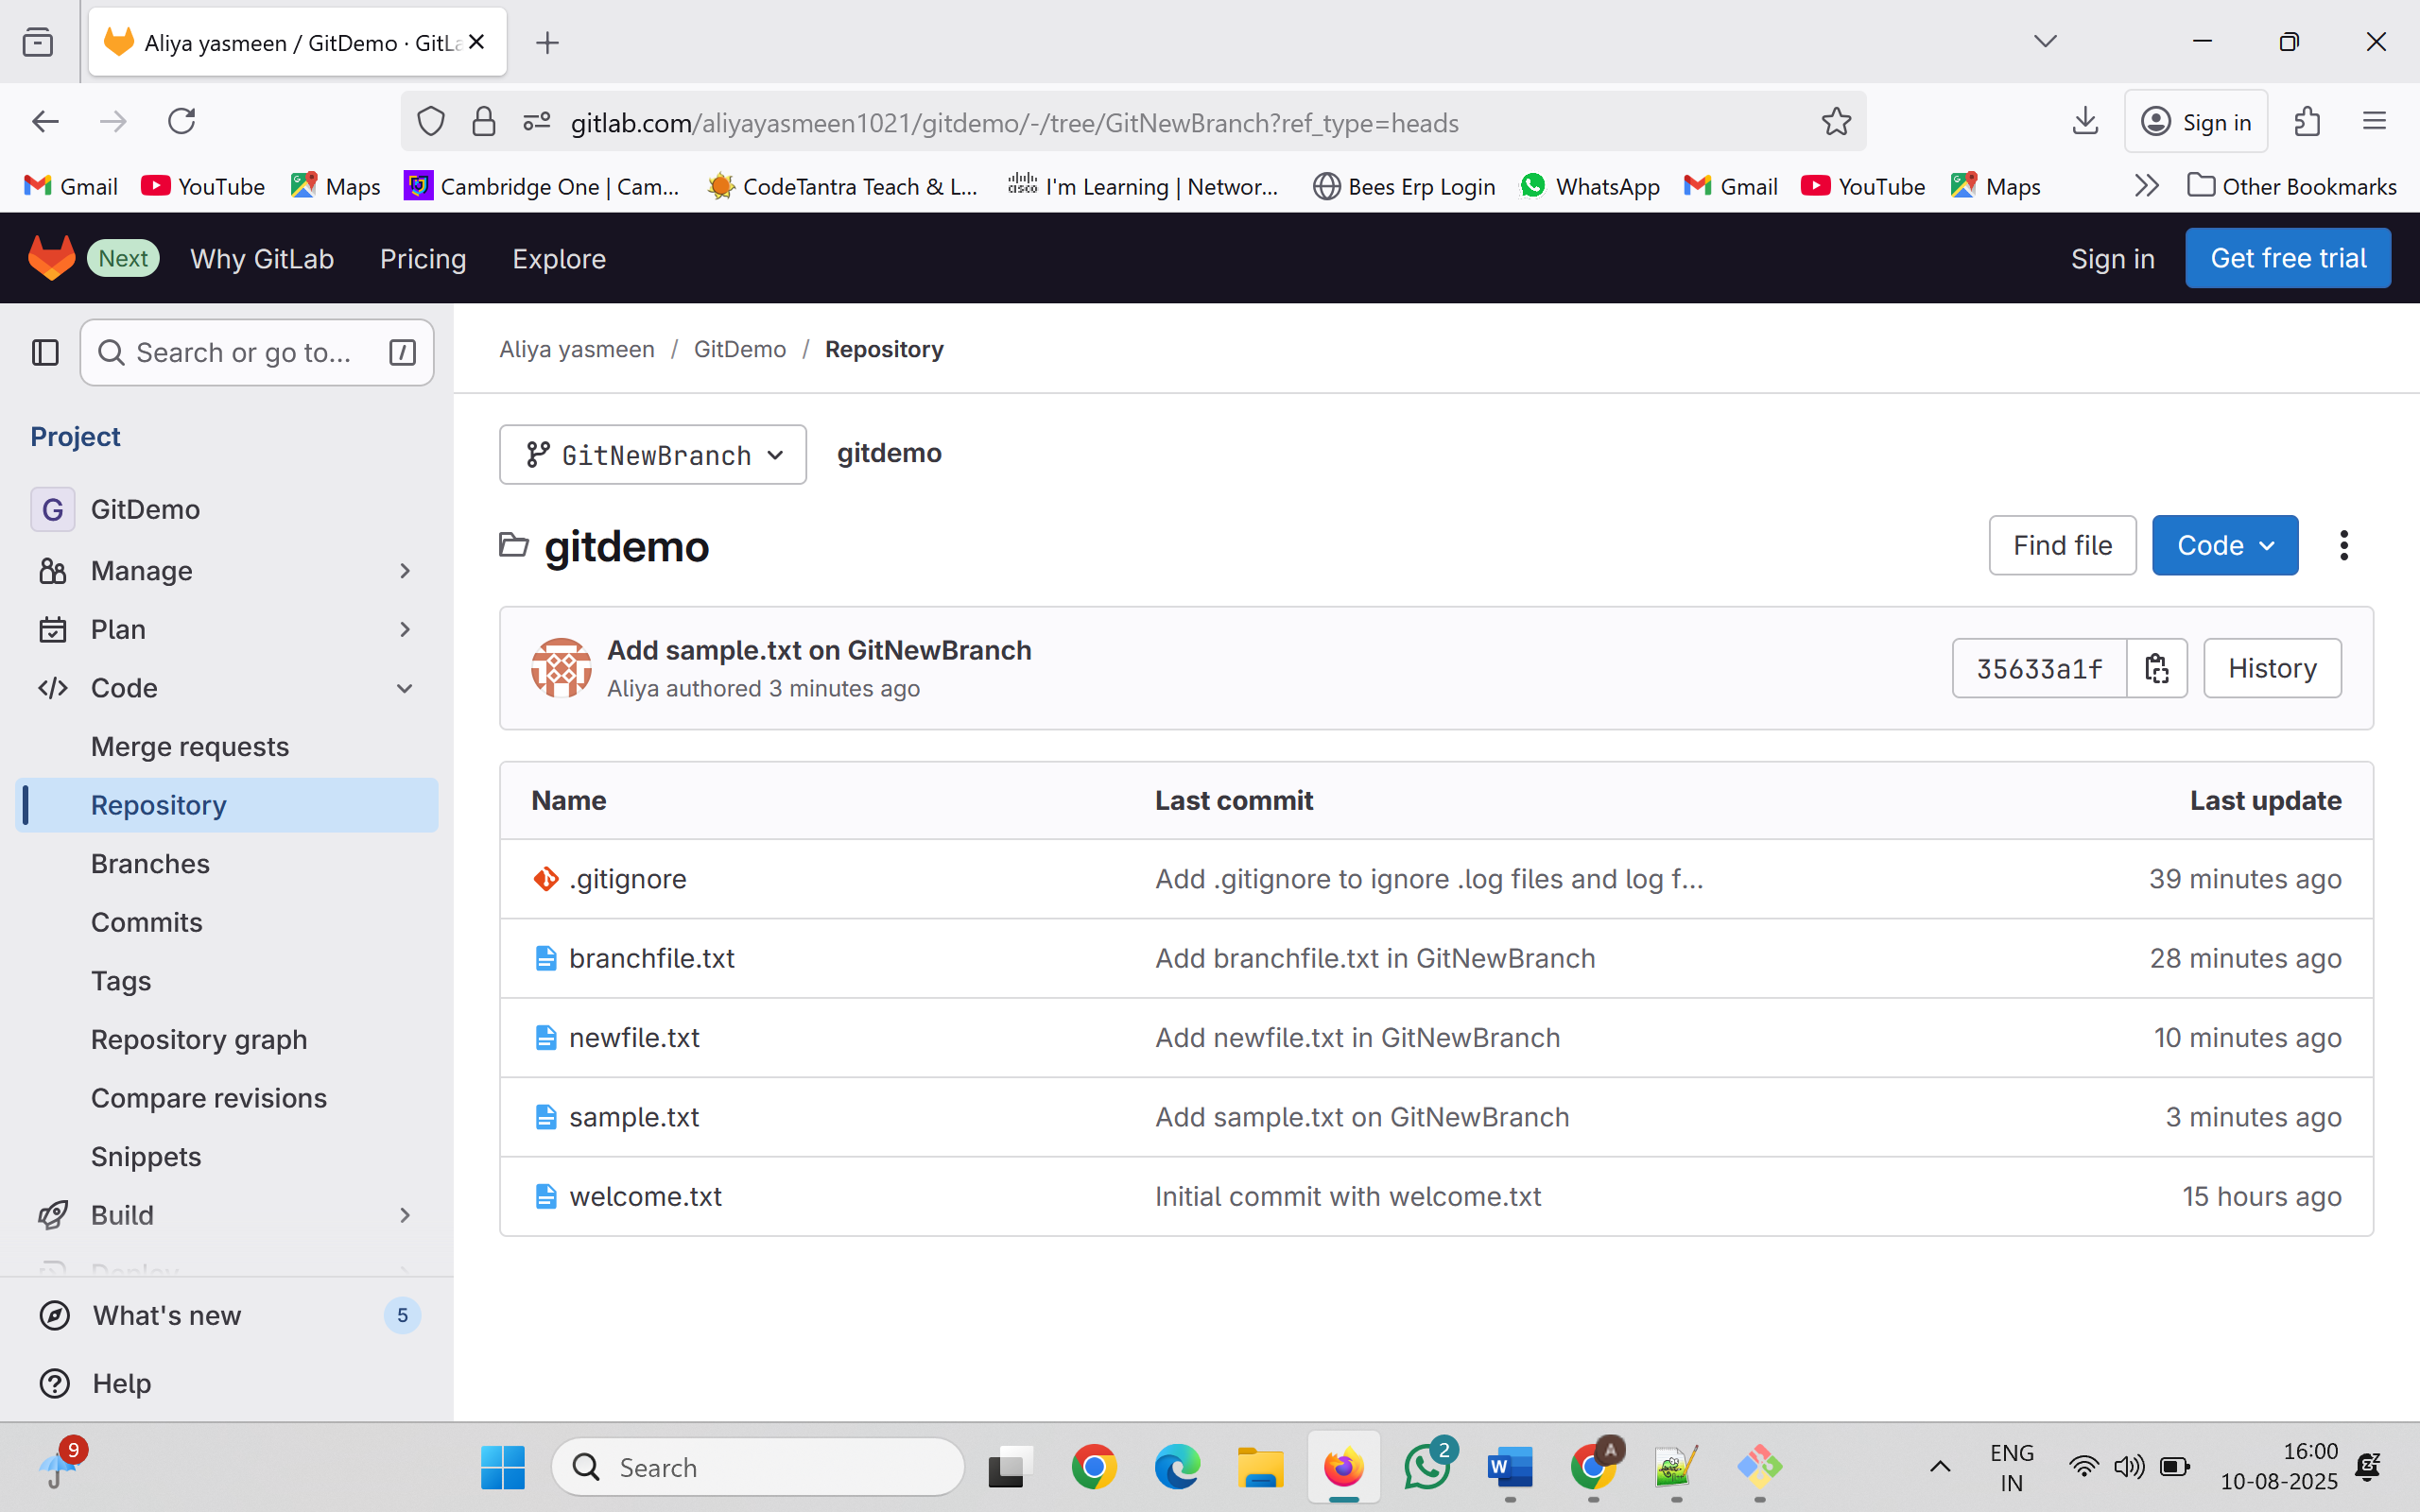 Aliya yasmeen / GitDemo · GitLa
gitlab.com/aliyayasmeen1021/gitdemo/-/tree/GitNewBranch?ref_type=heads
Sign in
Gmail
YouTube
Maps
Cambridge One | Cam...
CodeTantra Teach & L...
I'm Learning | Networ...
Bees Erp Login
WhatsApp
Gmail
YouTube
Maps
Other Bookmarks
Next
Why GitLab
Pricing
Explore
Sign in
Get free trial
Search or go to...
/
Project
G GitDemo
Manage
Plan
Code
Merge requests
Repository
Branches
Commits
Tags
Repository graph
Compare revisions
Snippets
Build
Deploy
What's new 5
Help
Aliya yasmeen / GitDemo / Repository
GitNewBranch
gitdemo
gitdemo
Find file
Code
Add sample.txt on GitNewBranch
Aliya authored 3 minutes ago
35633a1f
History
Name Last commit Last update
.gitignore Add .gitignore to ignore .log files and log f... 39 minutes ago
branchfile.txt Add branchfile.txt in GitNewBranch 28 minutes ago
newfile.txt Add newfile.txt in GitNewBranch 10 minutes ago
sample.txt Add sample.txt on GitNewBranch 3 minutes ago
welcome.txt Initial commit with welcome.txt 15 hours ago
9
Search
2
W
A
ENG
IN
16:00
10-08-2025